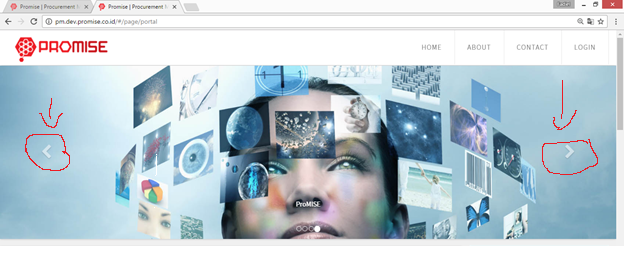 Promise | Procurement M
Promise | Procurement M
pm.dev.promise.co.id/#/page/portal
PROMISE
HOME
ABOUT
CONTACT
LOGIN
ProMISE